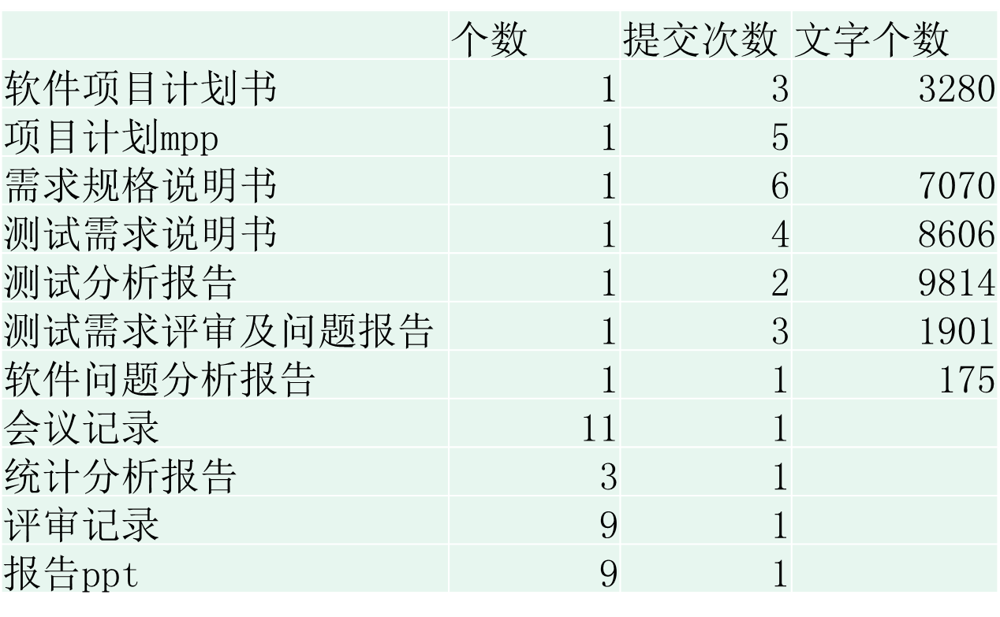 个数 提交次数 文字个数
软件项目计划书 1 3 3280
项目计划mpp 1 5
需求规格说明书 1 6 7070
测试需求说明书 1 4 8606
测试分析报告 1 2 9814
测试需求评审及问题报告 1 3 1901
软件问题分析报告 1 1 175
会议记录 11 1
统计分析报告 3 1
评审记录 9 1
报告ppt 9 1